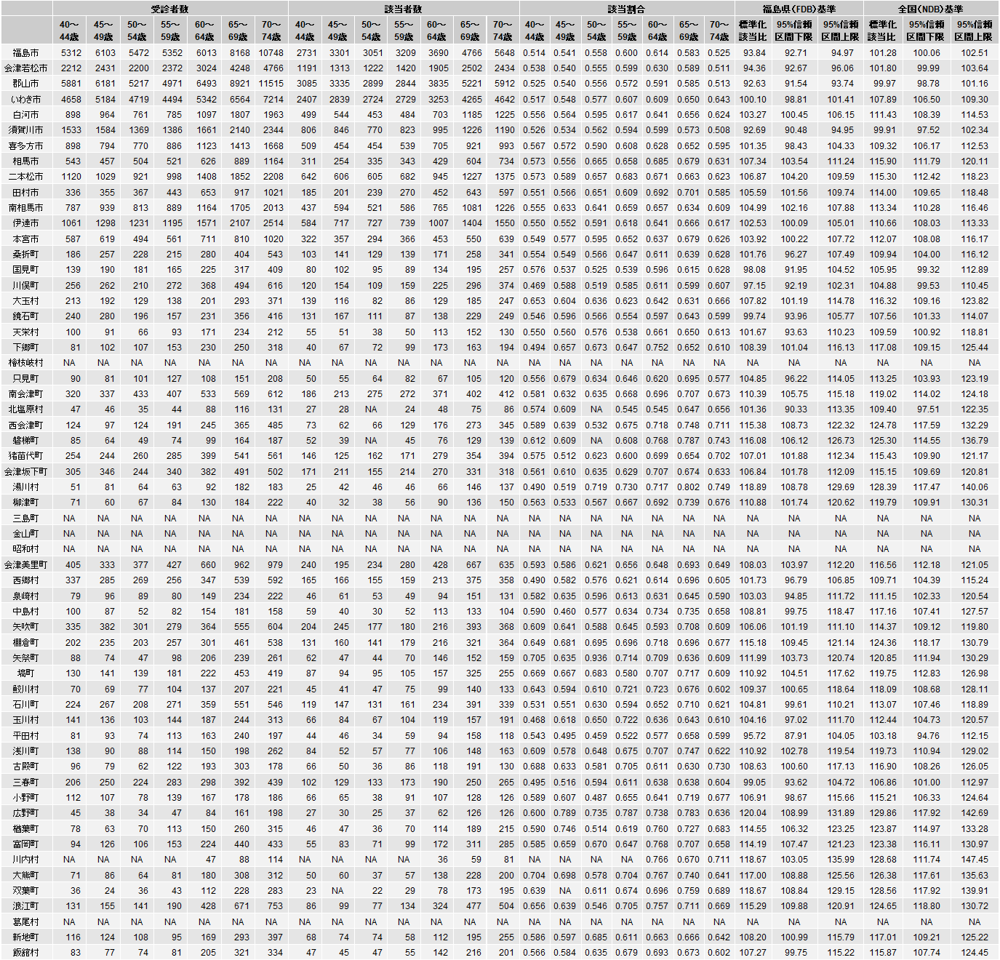 受診者数 該当者数 該当割合 福島県(FDB)基準 全国(NDB)基準
40～44歳 45～49歳 50～54歳 55～59歳 60～64歳 65～69歳 70～74歳 40～44歳 45～49歳 50～54歳 55～59歳 60～64歳 65～69歳 70～74歳 40～44歳 45～49歳 50～54歳 55～59歳 60～64歳 65～69歳 70～74歳 標準化該当比 95%信頼区間下限 95%信頼区間上限 標準化該当比 95%信頼区間下限 95%信頼区間上限
福島市 5312 6103 5472 5352 6013 8168 10748 2731 3301 3051 3209 3690 4766 5648 0.514 0.541 0.558 0.600 0.614 0.583 0.525 93.84 92.71 94.97 101.28 100.06 102.51
会津若松市 2212 2431 2200 2372 3024 4248 4766 1191 1313 1222 1420 1905 2502 2434 0.538 0.540 0.555 0.599 0.630 0.589 0.511 94.36 92.67 96.06 101.80 99.99 103.64
郡山市 5881 6181 5217 4971 6493 8921 11515 3085 3335 2899 2844 3835 5221 5912 0.525 0.540 0.556 0.572 0.591 0.585 0.513 92.63 91.54 93.74 99.97 98.78 101.16
いわき市 4658 5184 4719 4494 5342 6564 7214 2407 2839 2724 2729 3253 4265 4642 0.517 0.548 0.577 0.607 0.609 0.650 0.643 100.10 98.81 101.41 107.89 106.50 109.30
白河市 898 964 761 785 1097 1807 1963 499 544 453 484 703 1185 1225 0.556 0.564 0.595 0.617 0.641 0.656 0.624 103.27 100.45 106.15 111.43 108.39 114.53
須賀川市 1533 1584 1369 1386 1661 2140 2344 806 846 770 823 995 1226 1190 0.526 0.534 0.562 0.594 0.599 0.573 0.508 92.69 90.48 94.95 99.91 97.52 102.34
喜多方市 898 794 770 886 1123 1413 1668 509 454 454 539 705 921 993 0.567 0.572 0.590 0.608 0.628 0.652 0.595 101.35 98.43 104.33 109.32 106.17 112.53
相馬市 543 457 504 521 626 889 1164 311 254 335 343 429 604 734 0.573 0.556 0.665 0.658 0.685 0.679 0.631 107.34 103.54 111.24 115.90 111.79 120.11
二本松市 1120 1029 921 998 1408 1852 2208 642 606 605 682 945 1227 1375 0.573 0.589 0.657 0.683 0.671 0.663 0.623 106.87 104.20 109.59 115.30 112.42 118.23
田村市 336 355 367 443 653 917 1021 185 201 239 270 452 643 597 0.551 0.566 0.651 0.609 0.692 0.701 0.585 105.59 101.56 109.74 114.00 109.65 118.48
南相馬市 787 939 813 889 1164 1705 2013 437 594 521 586 765 1081 1226 0.555 0.633 0.641 0.659 0.657 0.634 0.609 104.99 102.16 107.88 113.34 110.28 116.46
伊達市 1061 1298 1231 1195 1571 2107 2514 584 717 727 739 1007 1404 1550 0.550 0.552 0.591 0.618 0.641 0.666 0.617 102.53 100.09 105.01 110.66 108.03 113.33
本宮市 587 619 494 561 711 810 1020 322 357 294 366 453 550 639 0.549 0.577 0.595 0.652 0.637 0.679 0.626 103.92 100.22 107.72 112.07 108.08 116.17
桑折町 186 257 228 215 280 404 543 103 141 129 139 171 258 341 0.554 0.549 0.566 0.647 0.611 0.639 0.628 101.76 96.27 107.49 109.94 104.00 116.12
国見町 139 190 181 165 225 317 409 80 102 95 89 134 195 257 0.576 0.537 0.525 0.539 0.596 0.615 0.628 98.08 91.95 104.52 105.95 99.32 112.89
川俣町 256 262 210 272 368 494 616 120 154 109 159 225 296 374 0.469 0.588 0.519 0.585 0.611 0.599 0.607 97.15 92.19 102.31 104.88 99.53 110.45
大玉村 213 192 129 138 201 293 371 139 116 82 86 129 185 247 0.653 0.604 0.636 0.623 0.642 0.631 0.666 107.82 101.19 114.78 116.32 109.16 123.82
鏡石町 240 280 196 157 231 356 416 131 167 111 87 138 229 249 0.546 0.596 0.566 0.554 0.597 0.643 0.599 99.74 93.96 105.77 107.56 101.33 114.07
天栄村 100 91 66 93 171 234 212 55 51 38 50 113 152 130 0.550 0.560 0.576 0.538 0.661 0.650 0.613 101.67 93.63 110.23 109.59 100.92 118.81
下郷町 81 102 107 153 230 250 318 40 67 72 99 173 163 194 0.494 0.657 0.673 0.647 0.752 0.652 0.610 108.39 101.04 116.13 117.08 109.15 125.44
檜枝岐村 NA NA NA NA NA NA NA NA NA NA NA NA NA NA NA NA NA NA NA NA NA NA NA NA NA NA NA
只見町 90 81 101 127 108 151 208 50 55 64 82 67 105 120 0.556 0.679 0.634 0.646 0.620 0.695 0.577 104.85 96.22 114.05 113.25 103.93 123.19
南会津町 320 337 433 407 533 569 612 186 213 275 272 371 402 412 0.581 0.632 0.635 0.668 0.696 0.707 0.673 110.39 105.75 115.18 119.02 114.02 124.18
北塩原村 47 46 35 44 88 116 131 27 28 NA 24 48 75 86 0.574 0.609 NA 0.545 0.545 0.647 0.656 101.36 90.33 113.35 109.40 97.51 122.35
西会津町 124 97 124 191 245 365 485 73 62 66 129 176 273 345 0.589 0.639 0.532 0.675 0.718 0.748 0.711 115.38 108.73 122.32 124.78 117.59 132.29
磐梯町 85 64 49 74 99 164 187 52 39 NA 45 76 129 139 0.612 0.609 NA 0.608 0.768 0.787 0.743 116.08 106.12 126.73 125.30 114.55 136.79
猪苗代町 254 244 260 285 399 541 561 146 125 162 171 279 354 394 0.575 0.512 0.623 0.600 0.699 0.654 0.702 107.01 101.88 112.34 115.43 109.90 121.17
会津坂下町 305 346 244 340 382 491 502 171 211 155 214 270 331 318 0.561 0.610 0.635 0.629 0.707 0.674 0.633 106.84 101.78 112.09 115.15 109.69 120.81
湯川村 51 81 64 63 92 182 183 25 42 46 46 66 146 137 0.490 0.519 0.719 0.730 0.717 0.802 0.749 118.89 108.78 129.69 128.39 117.47 140.06
柳津町 71 60 67 84 130 184 222 40 32 38 56 90 136 150 0.563 0.533 0.567 0.667 0.692 0.739 0.676 110.88 101.74 120.62 119.79 109.91 130.31
三島町 NA NA NA NA NA NA NA NA NA NA NA NA NA NA NA NA NA NA NA NA NA NA NA NA NA NA NA
金山町 NA NA NA NA NA NA NA NA NA NA NA NA NA NA NA NA NA NA NA NA NA NA NA NA NA NA NA
昭和村 NA NA NA NA NA NA NA NA NA NA NA NA NA NA NA NA NA NA NA NA NA NA NA NA NA NA NA
会津美里町 405 333 377 427 660 962 979 240 195 234 280 428 667 635 0.593 0.586 0.621 0.656 0.648 0.693 0.649 108.03 103.97 112.20 116.56 112.18 121.05
西郷村 337 285 269 256 347 539 592 165 166 155 159 213 375 358 0.490 0.582 0.576 0.621 0.614 0.696 0.605 101.73 96.79 106.85 109.71 104.39 115.24
泉崎村 79 96 89 80 149 234 222 46 61 53 49 94 151 131 0.582 0.635 0.596 0.613 0.631 0.645 0.590 103.03 94.85 111.72 111.15 102.33 120.54
中島村 100 87 52 82 154 181 158 59 40 30 52 113 133 104 0.590 0.460 0.577 0.634 0.734 0.735 0.658 108.81 99.75 118.47 117.16 107.41 127.57
矢吹町 335 382 301 279 364 555 604 204 245 177 180 216 393 368 0.609 0.641 0.588 0.645 0.593 0.708 0.609 106.06 101.19 111.10 114.37 109.12 119.80
棚倉町 202 235 203 257 301 461 538 131 160 141 179 216 321 364 0.649 0.681 0.695 0.696 0.718 0.696 0.677 115.18 109.45 121.14 124.36 118.17 130.79
矢祭町 88 74 47 98 206 239 261 62 47 44 70 146 152 159 0.705 0.635 0.936 0.714 0.709 0.636 0.609 111.99 103.73 120.74 120.85 111.94 130.29
塙町 130 141 139 181 222 453 419 87 94 95 105 157 325 255 0.669 0.667 0.683 0.580 0.707 0.717 0.609 110.92 104.51 117.62 119.75 112.83 126.98
鮫川村 70 69 77 104 137 207 221 45 41 47 75 99 140 133 0.643 0.594 0.610 0.721 0.723 0.676 0.602 109.37 100.65 118.64 118.09 108.68 128.11
石川町 224 267 208 271 359 551 546 119 147 131 161 234 391 339 0.531 0.551 0.630 0.594 0.652 0.710 0.621 104.81 99.61 110.21 113.07 107.46 118.89
玉川村 141 136 103 144 187 244 313 66 84 67 104 119 157 191 0.468 0.618 0.650 0.722 0.636 0.643 0.610 104.16 97.02 111.70 112.44 104.73 120.57
平田村 81 93 74 113 163 240 197 44 46 34 59 94 158 118 0.543 0.495 0.459 0.522 0.577 0.658 0.599 95.72 87.91 104.05 103.18 94.76 112.15
浅川町 138 90 88 114 150 198 262 84 52 57 77 106 148 163 0.609 0.578 0.648 0.675 0.707 0.747 0.622 110.92 102.78 119.54 119.73 110.94 129.02
古殿町 96 79 62 122 193 303 178 66 50 36 86 118 191 130 0.688 0.633 0.581 0.705 0.611 0.630 0.730 108.63 100.60 117.13 116.90 108.26 126.05
三春町 206 250 224 283 298 392 439 102 129 133 173 190 250 265 0.495 0.516 0.594 0.611 0.638 0.638 0.604 99.05 93.62 104.72 106.86 101.00 112.97
小野町 112 107 78 139 167 178 186 66 65 38 91 107 128 126 0.589 0.607 0.487 0.655 0.641 0.719 0.677 106.91 98.67 115.66 115.21 106.33 124.64
広野町 45 38 34 47 84 161 198 27 30 25 37 62 126 126 0.600 0.789 0.735 0.787 0.738 0.783 0.636 120.04 108.99 131.89 129.86 117.92 142.69
楢葉町 78 63 70 113 150 260 315 46 47 36 70 114 189 215 0.590 0.746 0.514 0.619 0.760 0.727 0.683 114.55 106.32 123.25 123.87 114.97 133.28
富岡町 94 126 106 153 224 440 433 55 83 71 99 172 311 285 0.585 0.659 0.670 0.647 0.768 0.707 0.658 114.19 107.47 121.23 123.38 116.11 130.97
川内村 NA NA NA NA 47 88 114 NA NA NA NA 36 59 81 NA NA NA NA 0.766 0.670 0.711 118.67 103.05 135.99 128.68 111.74 147.45
大熊町 71 86 64 81 180 308 312 50 60 37 57 138 228 200 0.704 0.698 0.578 0.704 0.767 0.740 0.641 117.00 108.88 125.56 126.38 117.61 135.63
双葉町 36 24 36 43 112 228 283 23 NA 22 29 78 173 195 0.639 NA 0.611 0.674 0.696 0.759 0.689 118.67 108.84 129.15 128.56 117.92 139.91
浪江町 131 155 141 190 428 671 753 86 99 77 134 324 477 504 0.656 0.639 0.546 0.705 0.757 0.711 0.669 115.29 109.88 120.91 124.65 118.80 130.72
葛尾村 NA NA NA NA NA NA NA NA NA NA NA NA NA NA NA NA NA NA NA NA NA NA NA NA NA NA NA
新地町 116 124 108 95 169 293 397 68 74 74 58 112 195 255 0.586 0.597 0.685 0.611 0.663 0.666 0.642 108.20 100.99 115.79 117.01 109.21 125.22
飯舘村 83 77 74 81 205 321 334 47 45 47 55 142 216 201 0.566 0.584 0.635 0.679 0.693 0.673 0.602 107.27 99.75 115.22 115.87 107.74 124.45